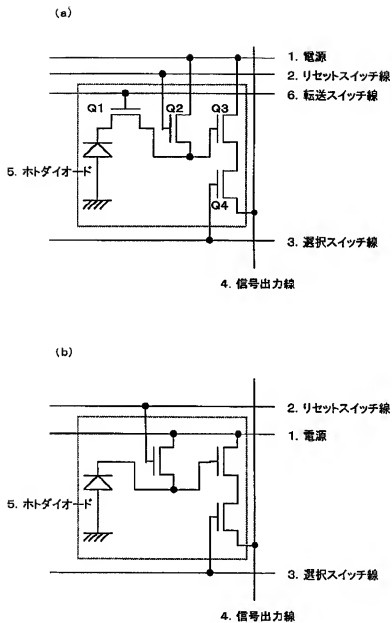 (a)
1. 電源
2. リセットスイッチ線
6. 転送スイッチ線
Q1
Q2
Q3
5. ホトダイオード
Q4
3. 選択スイッチ線
4. 信号出力線
(b)
2. リセットスイッチ線
1. 電源
5. ホトダイオード
3. 選択スイッチ線
4. 信号出力線